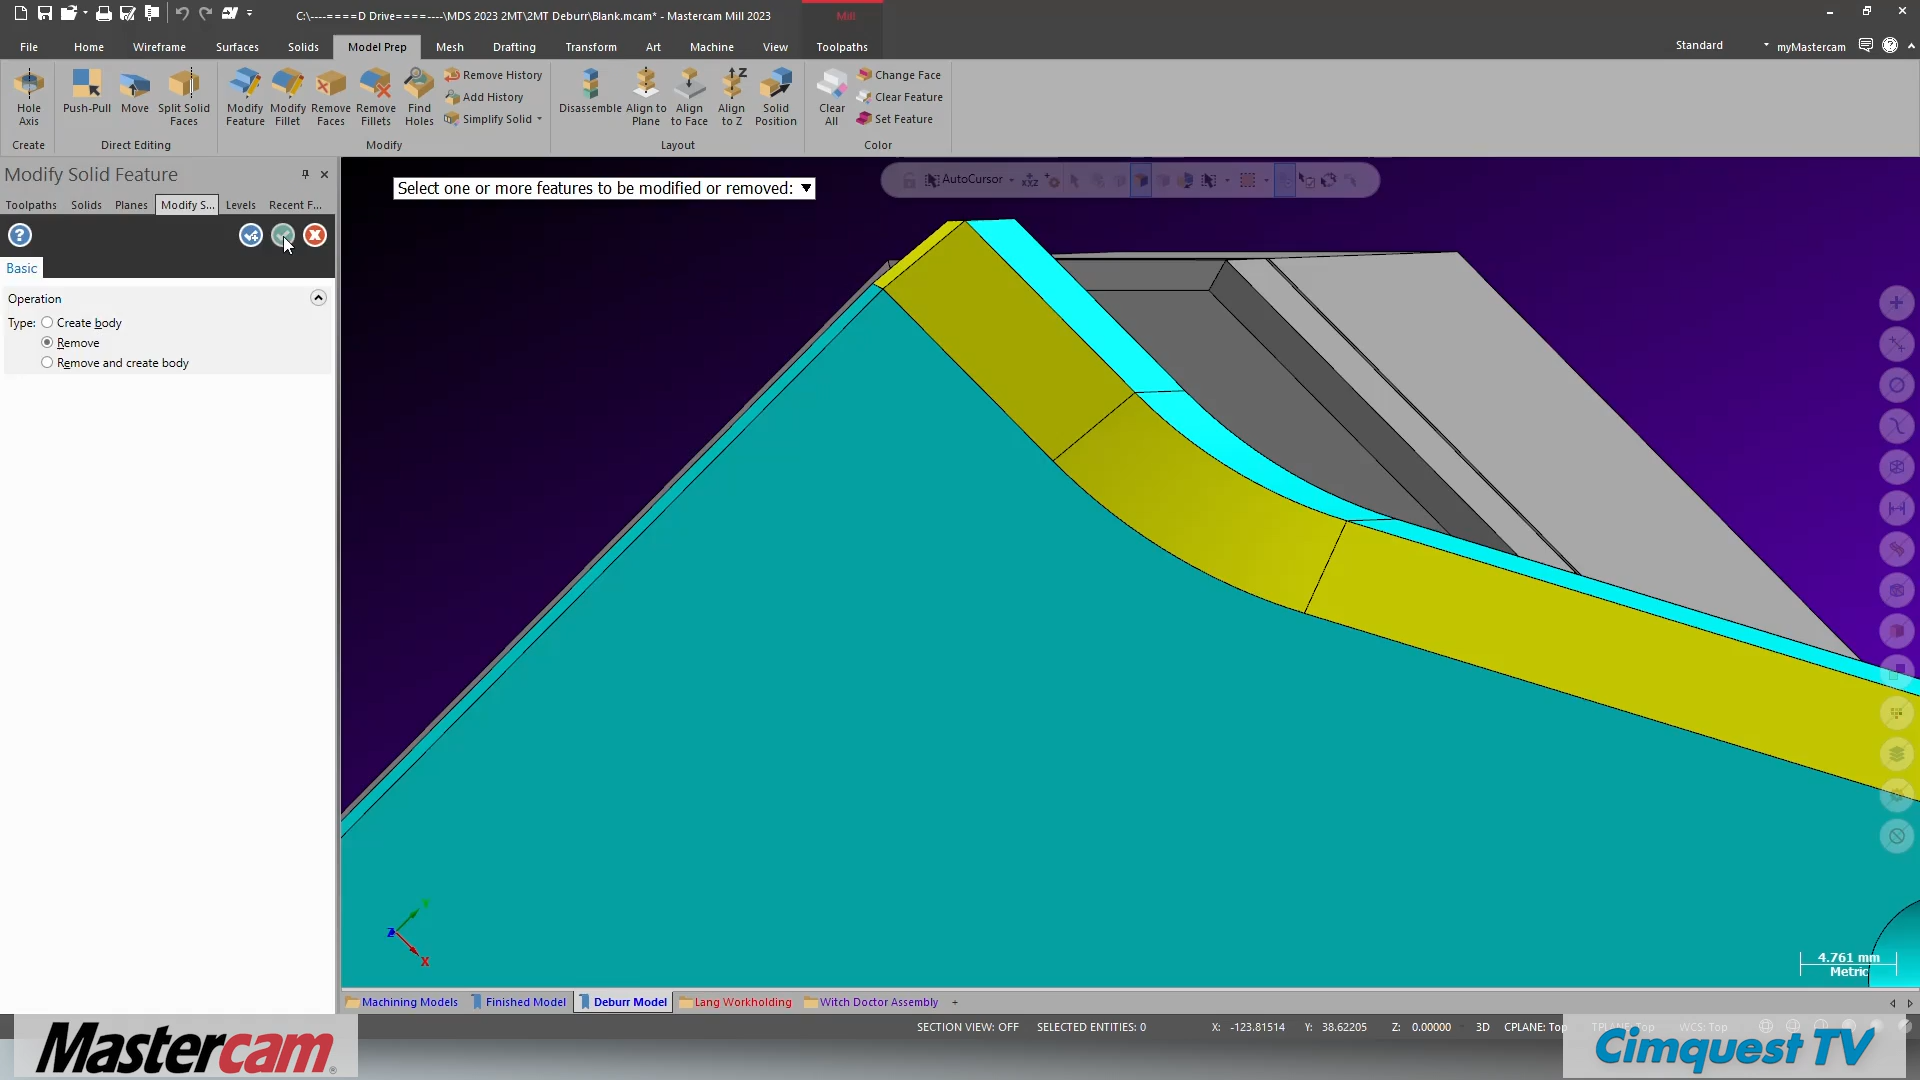 C:\----====D Drive====----\MDS 2023 2MT\2MT Deburr\Blank.mcam* - Mastercam Mill 2023
Mill
File Home Wireframe Surfaces Solids Model Prep Mesh Drafting Transform Art Machine View Toolpaths
Standard myMastercam
Hole Axis
Push-Pull
Move
Split Solid Faces
Modify Feature
Modify Fillet
Remove Faces
Remove Fillets
Find Holes
Remove History
Add History
Simplify Solid
Disassemble
Align to Plane
Align to Face
Align to Z
Solid Position
Clear All
Change Face
Clear Feature
Set Feature
Create Direct Editing Modify Layout Color
Modify Solid Feature
Toolpaths Solids Planes Modify S... Levels Recent F...
Basic
Operation
Type: Create body
Remove
Remove and create body
Select one or more features to be modified or removed:
AutoCursor
Z X
4.761 mm
Metric
Machining Models Finished Model Deburr Model Lang Workholding Witch Doctor Assembly +
SECTION VIEW: OFF SELECTED ENTITIES: 0 X: -123.81514 Y: 38.62205 Z: 0.00000 3D CPLANE: Top TPLANE: Top WCS: Top
Mastercam®
Cimquest TV